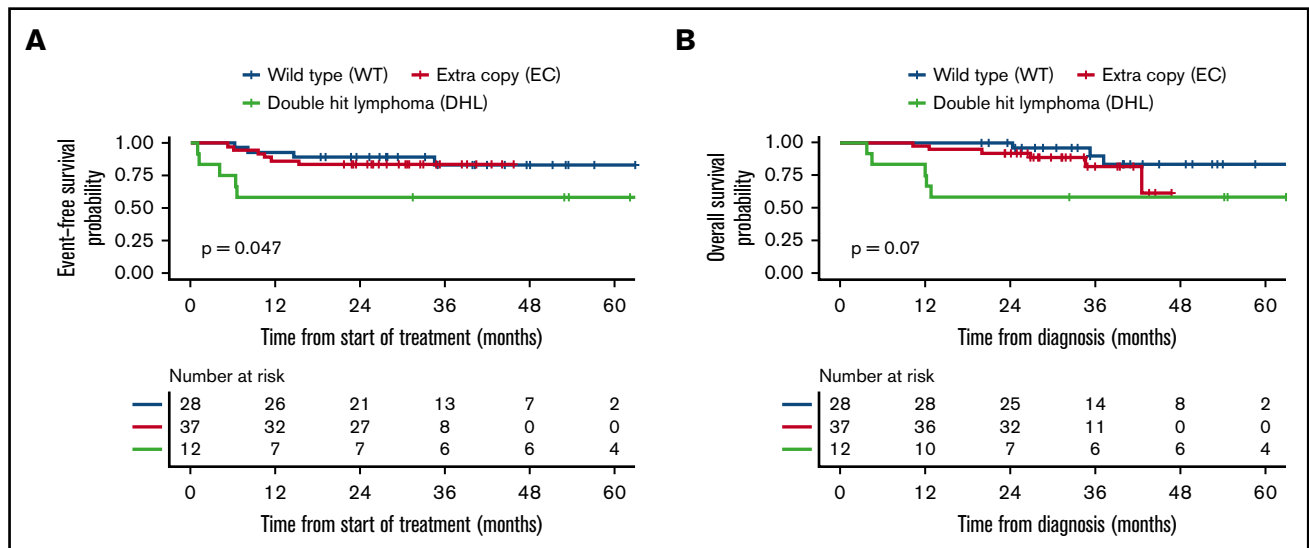 A
Wild type (WT) Extra copy (EC)
Double hit lymphoma (DHL)
Event-free survival
probability
1.00
0.75
0.50
0.25
0.00
p = 0.047
0 12 24 36 48 60
Time from start of treatment (months)
Number at risk
28 26 21 13 7 2
37 32 27 8 0 0
12 7 7 6 6 4
0 12 24 36 48 60
Time from start of treatment (months)
B
Wild type (WT) Extra copy (EC)
Double hit lymphoma (DHL)
Overall survival
probability
1.00
0.75
0.50
0.25
0.00
p = 0.07
0 12 24 36 48 60
Time from diagnosis (months)
Number at risk
28 28 25 14 8 2
37 36 32 11 0 0
12 10 7 6 6 4
0 12 24 36 48 60
Time from diagnosis (months)